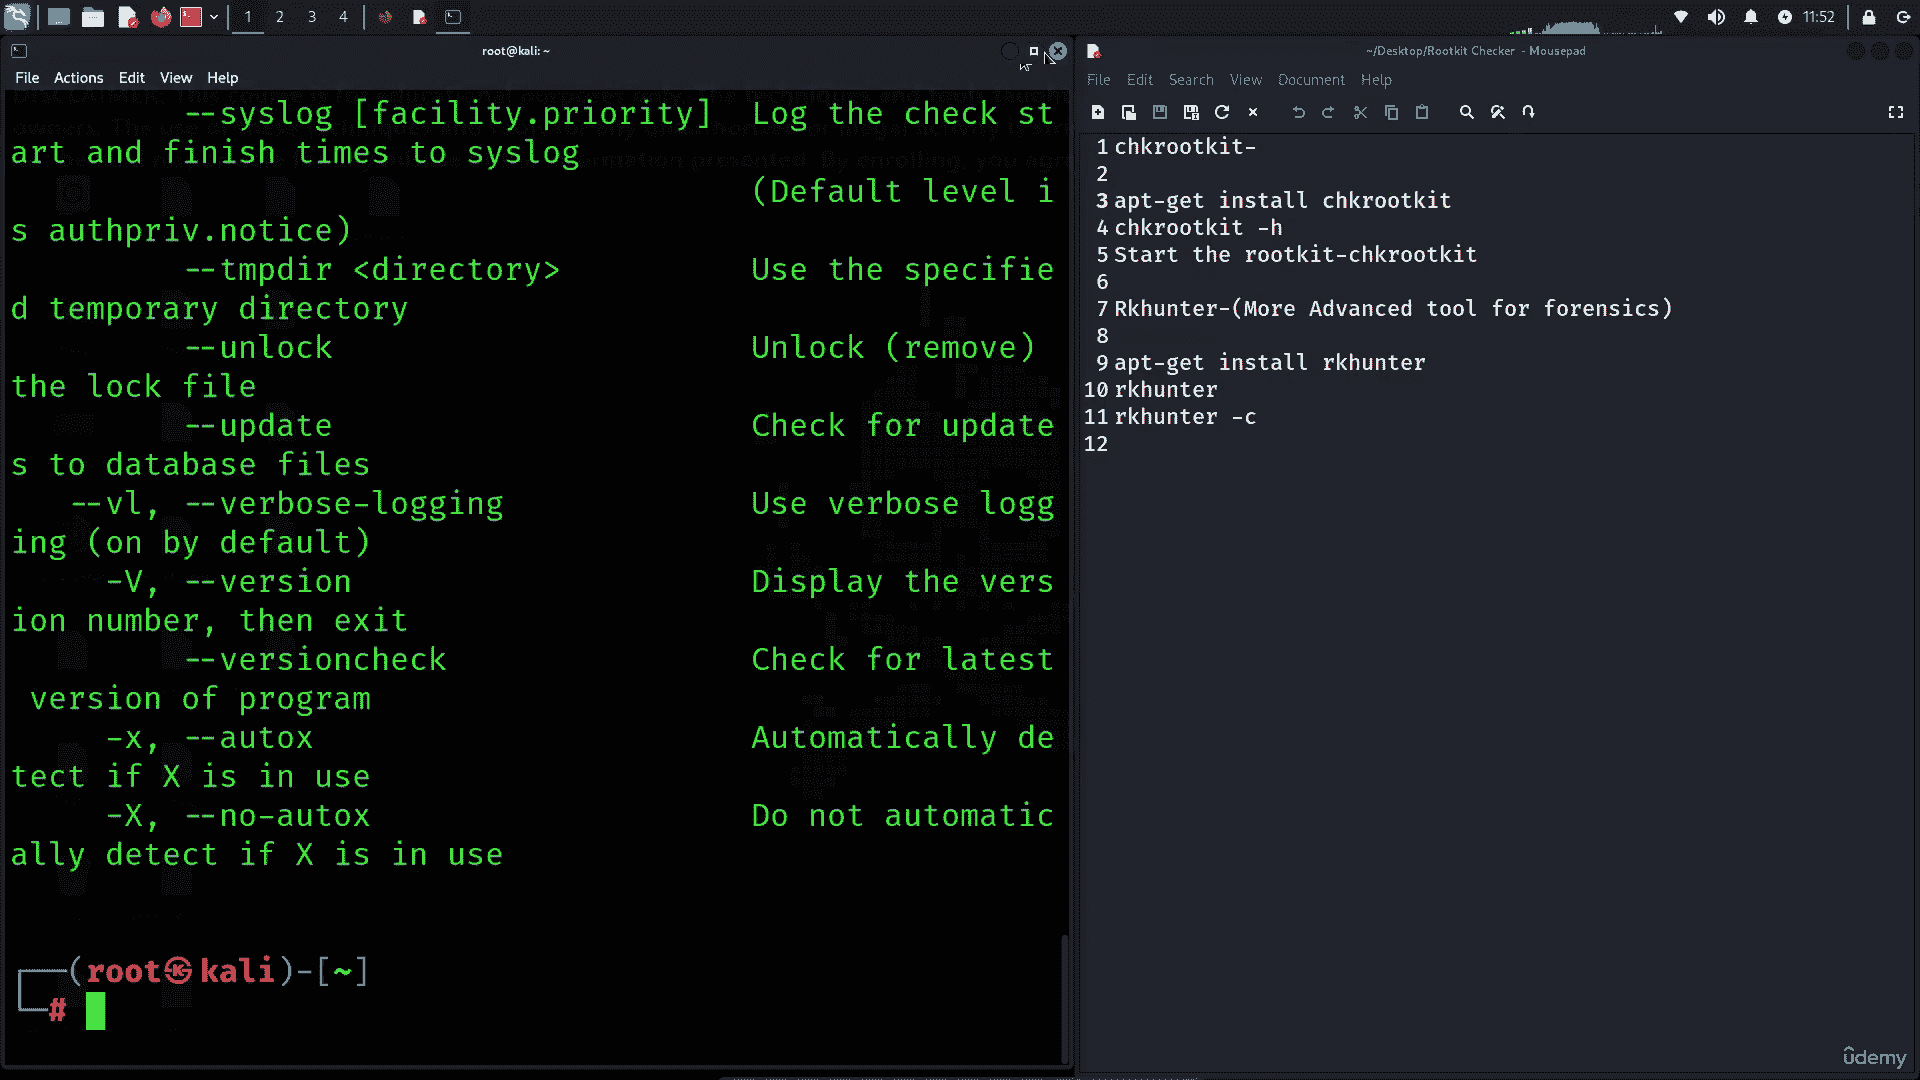 1 2 3 4
11:52
root@kali: ~
File Actions Edit View Help
--syslog [facility.priority] Log the check st
art and finish times to syslog
(Default level i
s authpriv.notice)
--tmpdir <directory> Use the specifie
d temporary directory
--unlock Unlock (remove)
the lock file
--update Check for update
s to database files
--vl, --verbose-logging Use verbose logg
ing (on by default)
-V, --version Display the vers
ion number, then exit
--versioncheck Check for latest
version of program
-x, --autox Automatically de
tect if X is in use
-X, --no-autox Do not automatic
ally detect if X is in use
(root㉿kali)-[~]
#
~/Desktop/Rootkit Checker - Mousepad
File Edit Search View Document Help
1 chkrootkit-
2
3 apt-get install chkrootkit
4 chkrootkit -h
5 Start the rootkit-chkrootkit
6
7 Rkhunter-(More Advanced tool for forensics)
8
9 apt-get install rkhunter
10 rkhunter
11 rkhunter -c
12
udemy